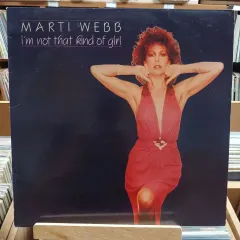 MARTI WEBB
i'm not that kind of girl